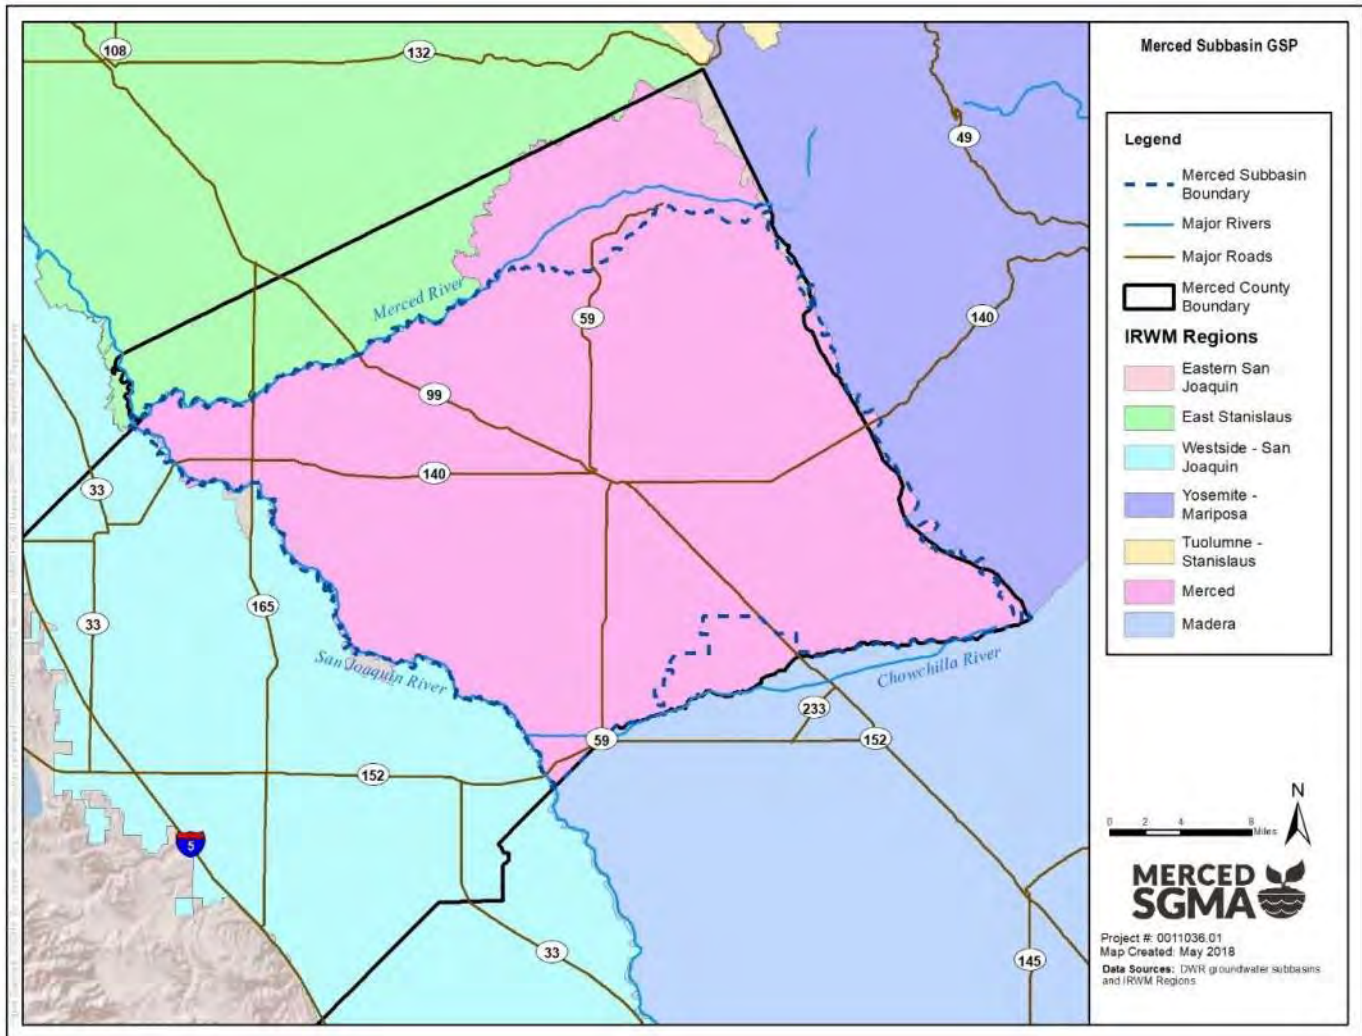 Merced Subbasin GSP
108
132
49
Legend
Merced Subbasin
Boundary
Major Rivers
Major Roads
Merced County
Boundary
IRWM Regions
Eastern San
Joaquin
East Stanislaus
Westside - San
Joaquin
Yosemite -
Mariposa
Tuolumne -
Stanislaus
Merced
Madera
Merced River
59
140
99
140
33
165
33
San Joaquin River
Chowchilla River
233
59
152
152
5
33
145
N
0 2 4 8
Miles
MERCED
SGMA
Project #: 0011036.01
Map Created: May 2018
Data Sources: DWR groundwater subbasins
and IRWM Regions